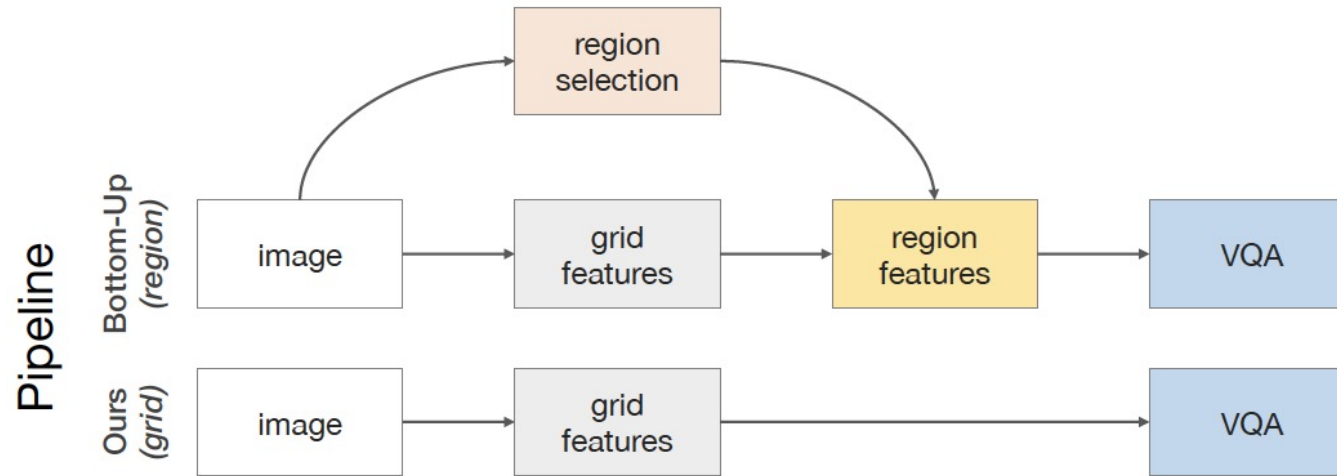 region
selection
Pipeline
Bottom-Up
(region)
image
grid
features
region
features
VQA
Ours
(grid)
image
grid
features
VQA